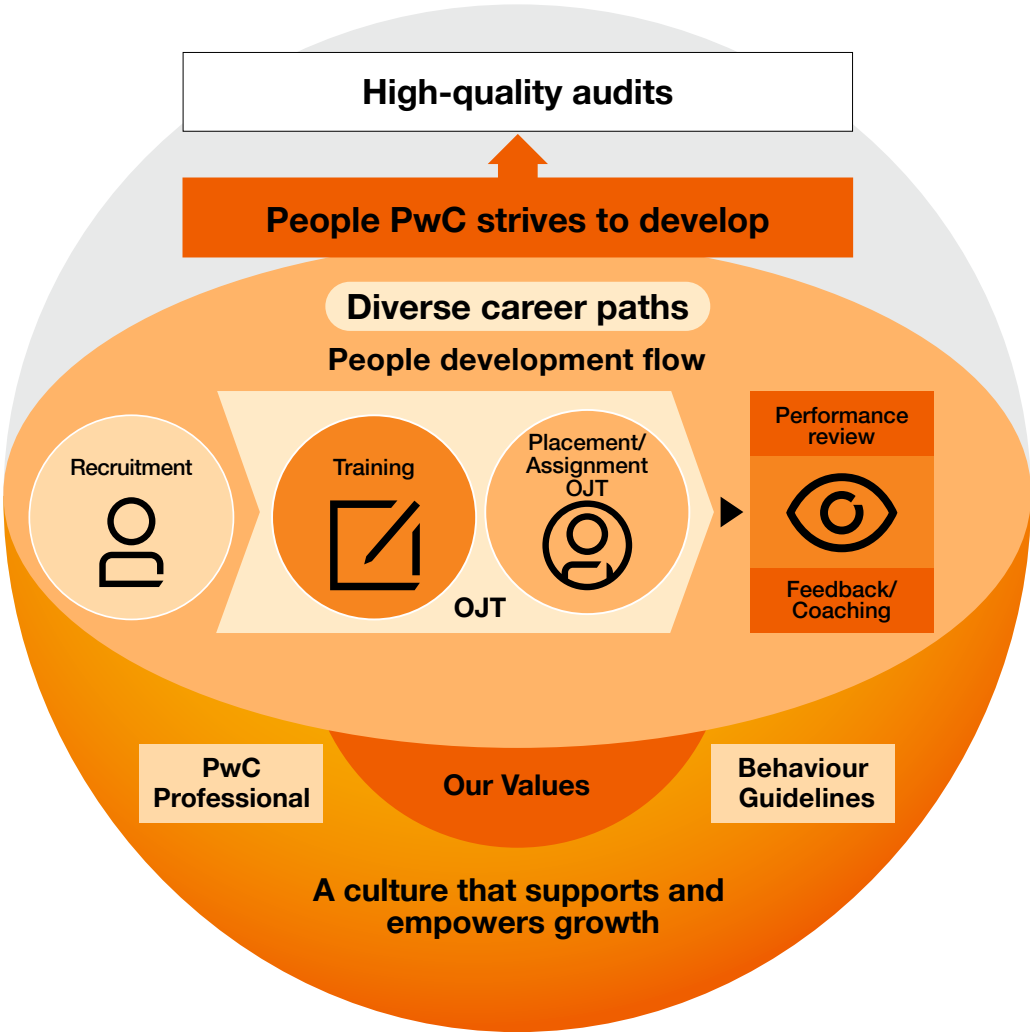 High-quality audits
People PwC strives to develop
Diverse career paths
People development flow
Recruitment
Training
Placement/
Assignment
OJT
OJT
Performance
review
Feedback/
Coaching
PwC
Professional
Our Values
Behaviour
Guidelines
A culture that supports and
empowers growth